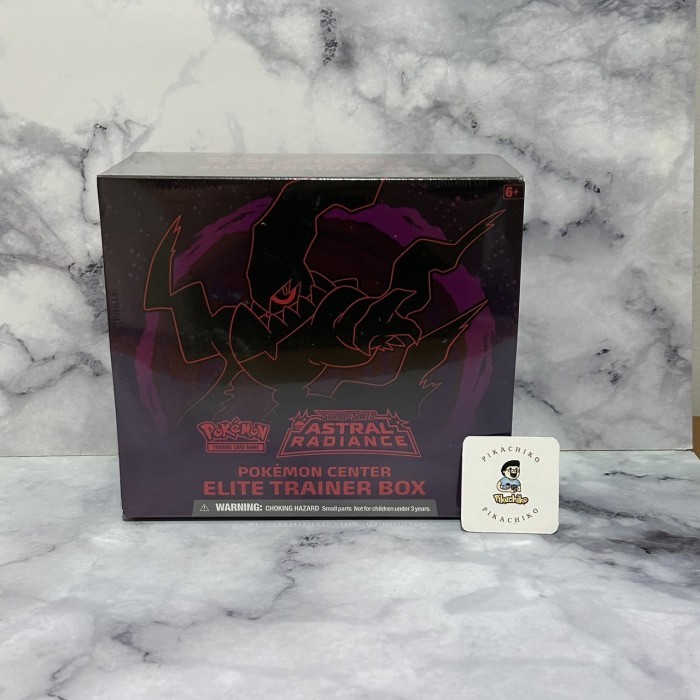 6+
Pokémon
TRADING CARD GAME
SWORD & SHIELD
ASTRAL
RADIANCE
POKÉMON CENTER
ELITE TRAINER BOX
WARNING: CHOKING HAZARD Small parts Not for children under 3 years.
PIKACHIKO
Pikachiko
PIKACHIKO